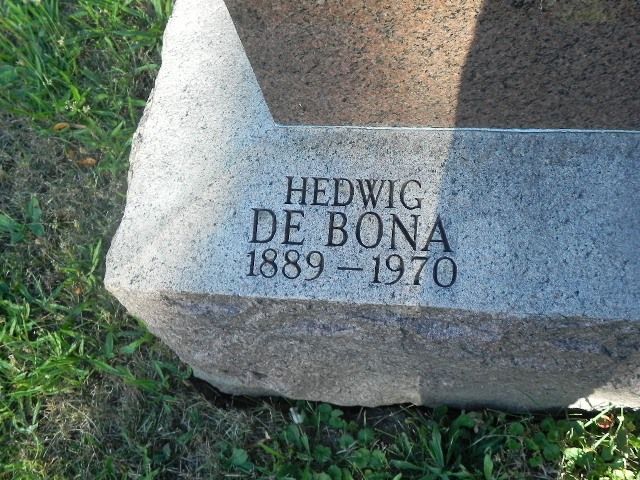 HEDWIG
DE BONA
1889 — 1970